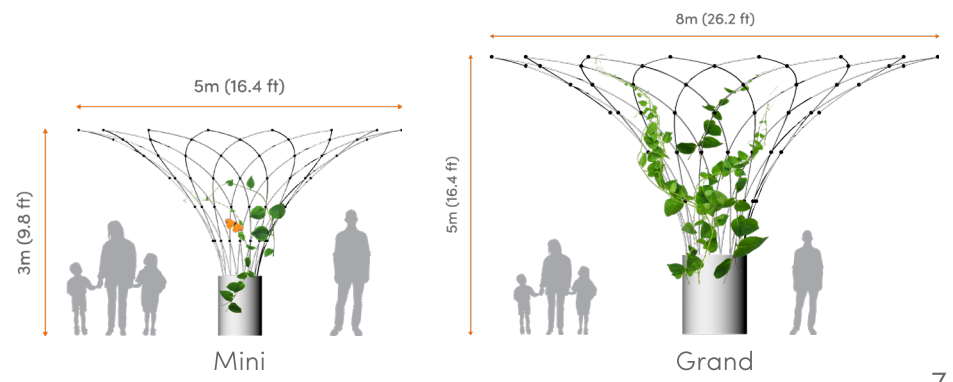 8m (26.2 ft)
5m (16.4 ft)
3m (9.8 ft)
5m (16.4 ft)
Mini
Grand
7